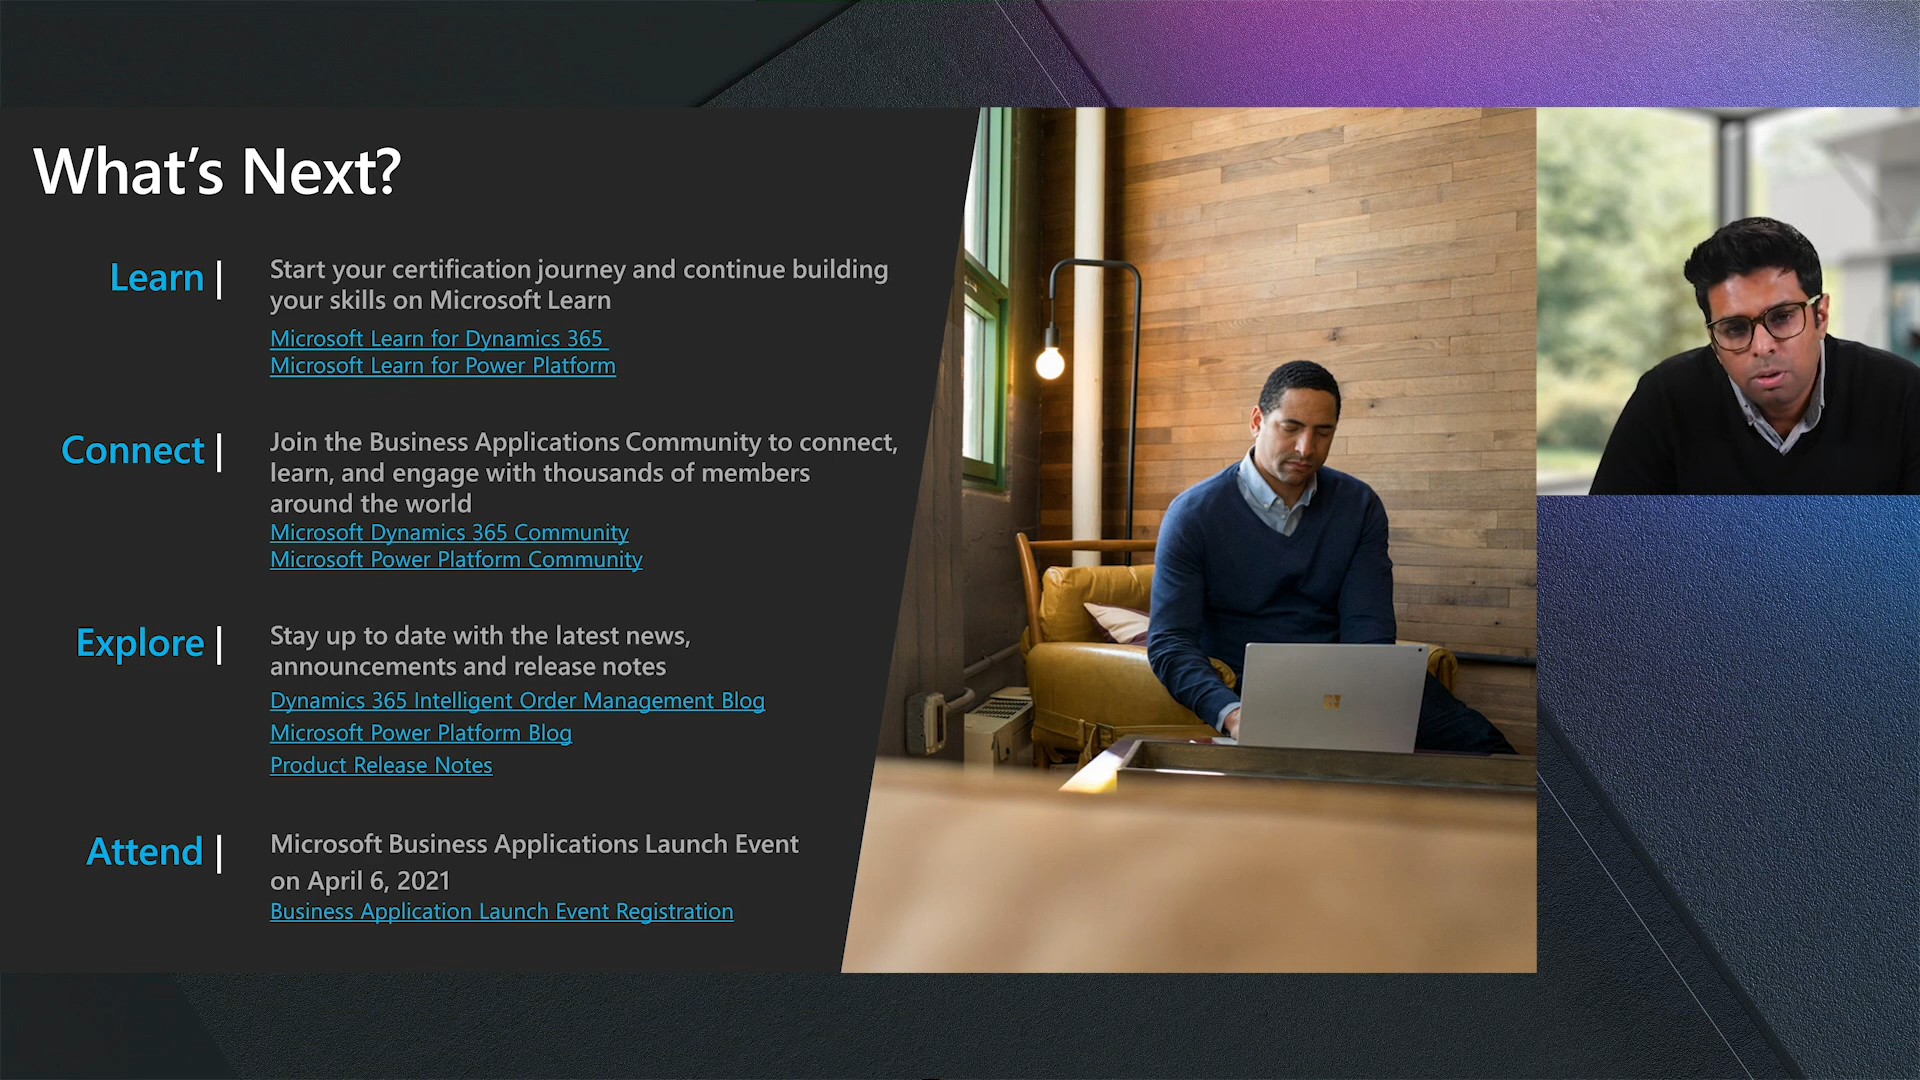 What's Next?
Learn |
Start your certification journey and continue building
your skills on Microsoft Learn
Microsoft Learn for Dynamics 365
Microsoft Learn for Power Platform
Connect |
Join the Business Applications Community to connect,
learn, and engage with thousands of members
around the world
Microsoft Dynamics 365 Community
Microsoft Power Platform Community
Explore |
Stay up to date with the latest news,
announcements and release notes
Dynamics 365 Intelligent Order Management Blog
Microsoft Power Platform Blog
Product Release Notes
Attend |
Microsoft Business Applications Launch Event
on April 6, 2021
Business Application Launch Event Registration